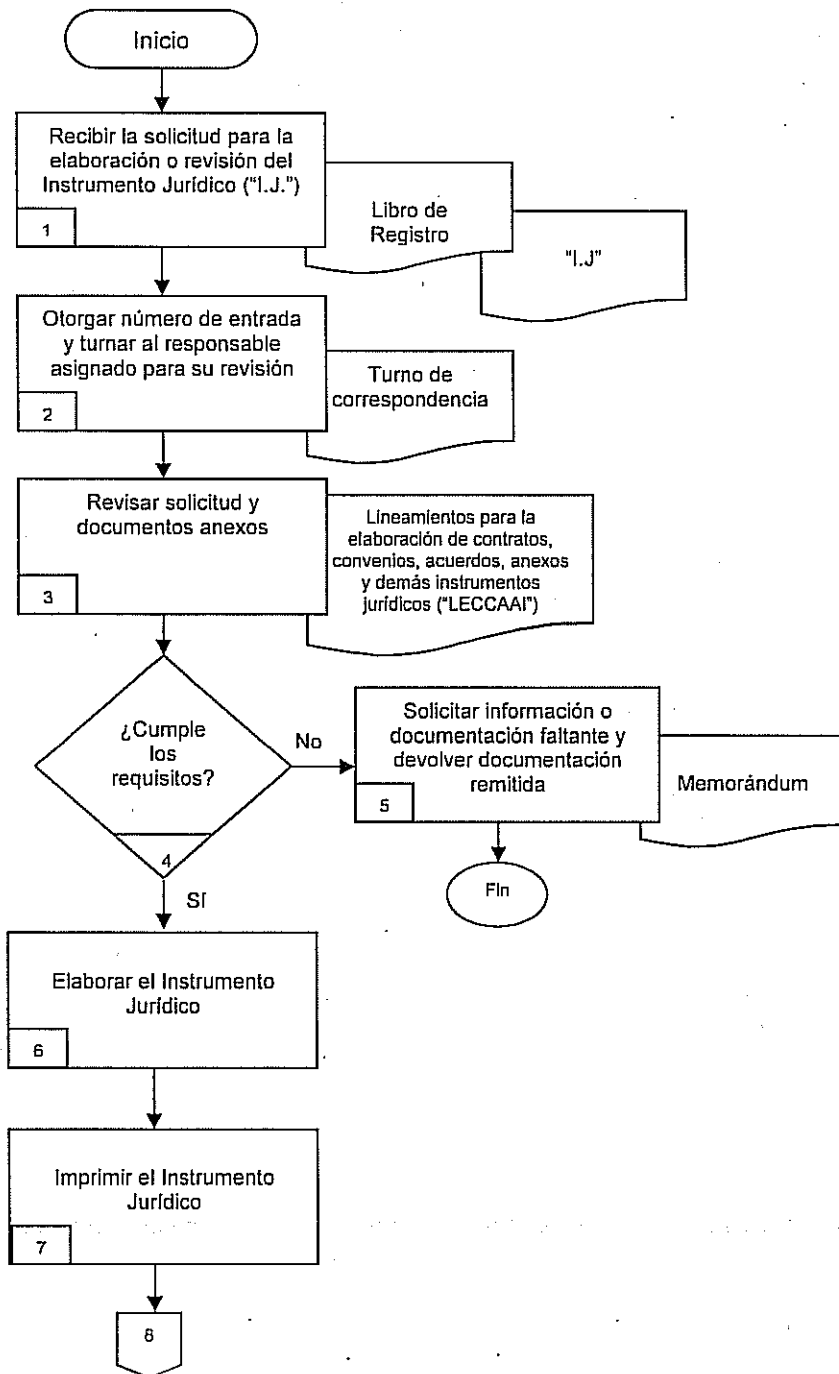 Inicio
Recibir la solicitud para la
elaboración o revisión del
Instrumento Jurídico ("I.J.")
1
Libro de
Registro
"I.J"
Otorgar número de entrada
y turnar al responsable
asignado para su revisión
2
Turno de
correspondencia
Revisar solicitud y
documentos anexos
3
Lineamientos para la
elaboración de contratos,
convenios, acuerdos, anexos
y demás instrumentos
jurídicos ("LECCAAI")
¿Cumple
los
requisitos?
4
No
Solicitar información o
documentación faltante y
devolver documentación
remitida
5
Memorándum
Fin
Sí
Elaborar el Instrumento
Jurídico
6
Imprimir el Instrumento
Jurídico
7
8